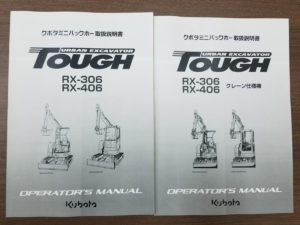 クボタミニバックホー取扱説明書
URBAN EXCAVATOR
TOUGH
RX-306
RX-406
OPERATOR'S MANUAL
Kubota
クボタミニバックホー取扱説明書
URBAN EXCAVATOR
TOUGH
RX-306
RX-406 クレーン仕様機
OPERATOR'S MANUAL
Kubota